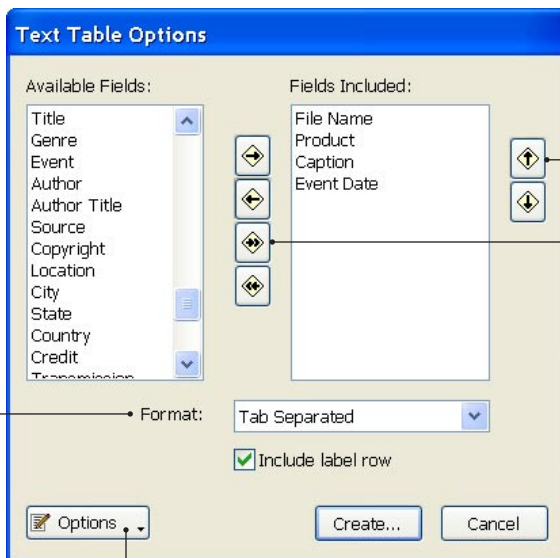 Text Table Options
Available Fields:
Title
Genre
Event
Author
Author Title
Source
Copyright
Location
City
State
Country
Credit
Transmission
Fields Included:
File Name
Product
Caption
Event Date
Format:
Tab Separated
Include label row
Options
Create...
Cancel